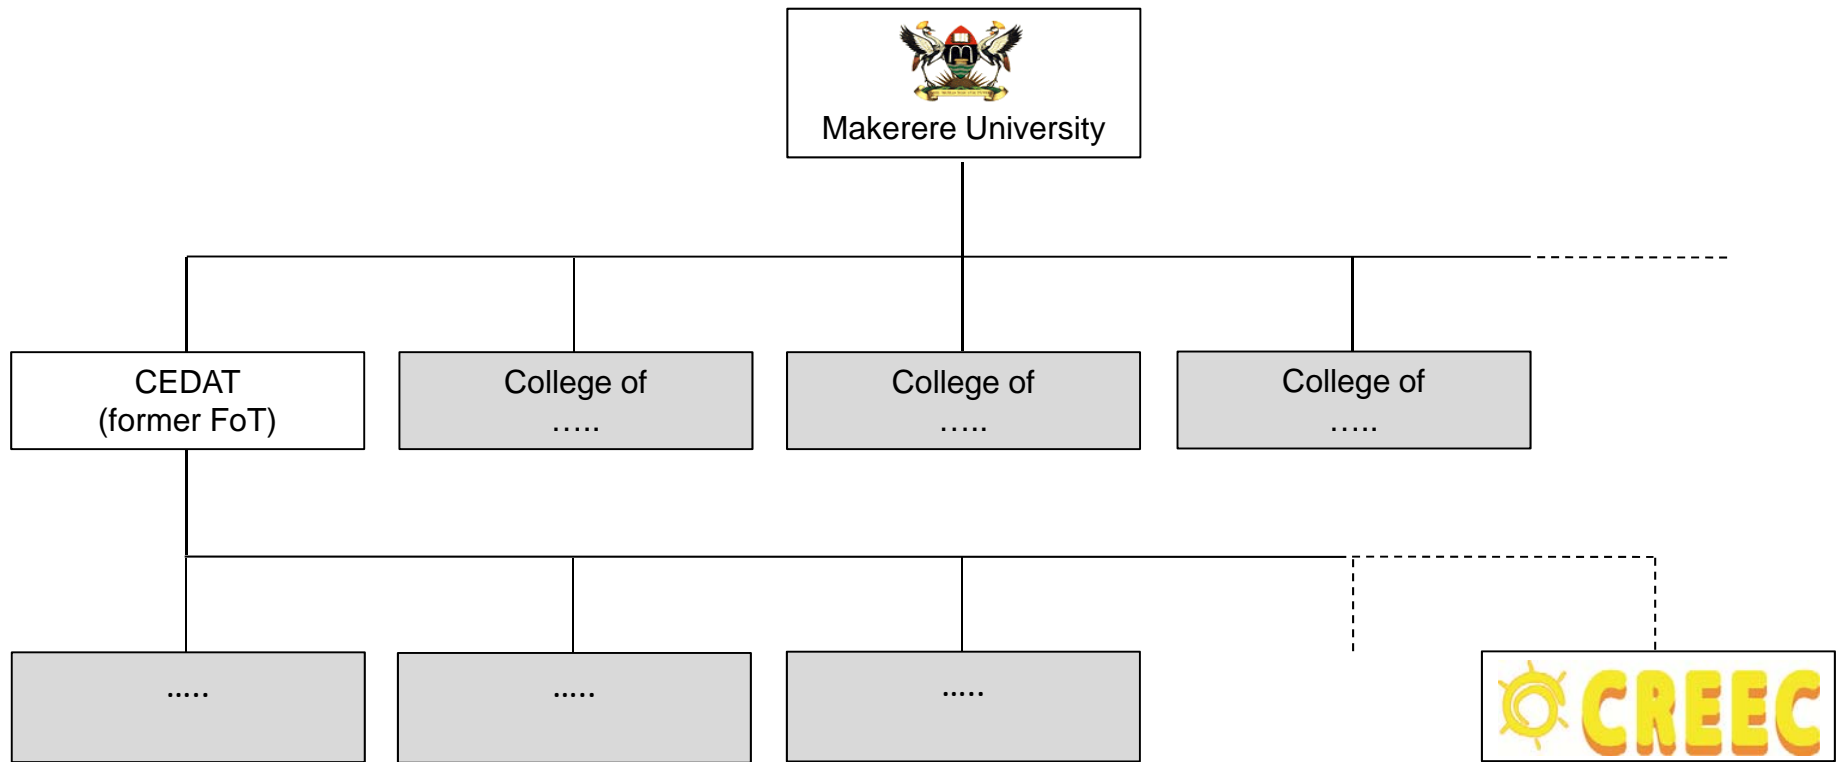 Makerere University
CEDAT
(former FoT)
College of
…..
College of
…..
College of
…..
…..
…..
…..
CREEC